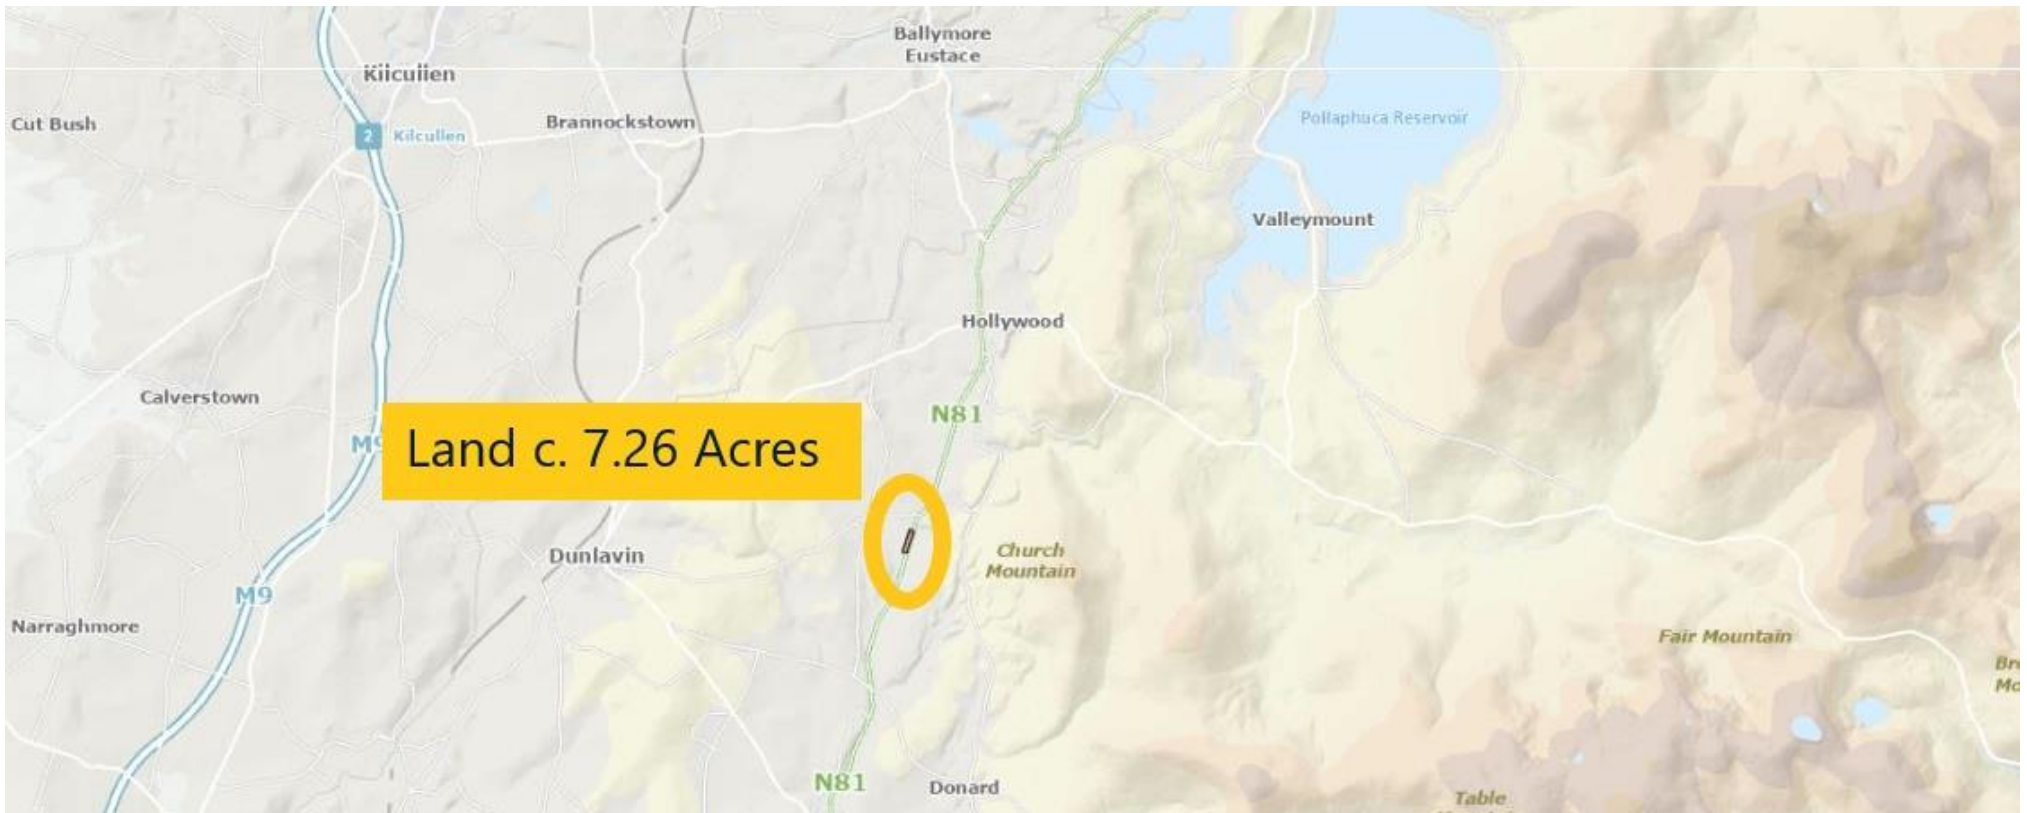 Ballymore
Eustace
Kilcullen
Cut Bush
Brannockstown
2 Kilcullen
Pollaphuca Reservoir
Valleymount
Hollywood
Calverstown
N81
M9
Land c. 7.26 Acres
Dunlavin
Church
Mountain
M9
Narraghmore
Fair Mountain
N81
Donard
Table